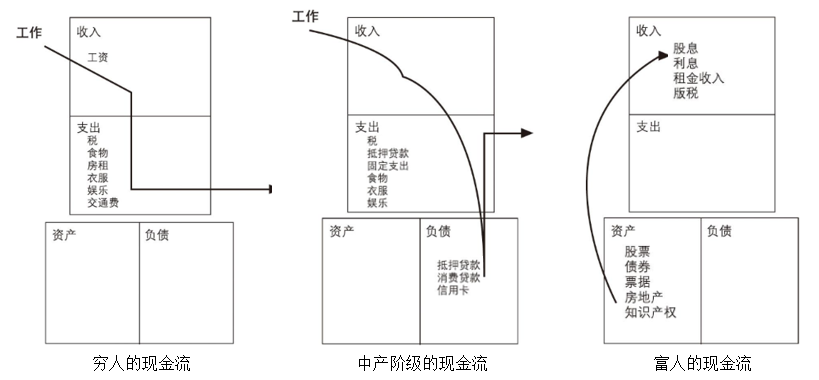 工作
收入
工资
支出
税
食物
房租
衣服
娱乐
交通费
资产
负债
穷人的现金流
工作
收入
支出
税
抵押贷款
固定支出
食物
衣服
娱乐
资产
负债
抵押贷款
消费贷款
信用卡
中产阶级的现金流
收入
股息
利息
租金收入
版税
支出
资产
股票
债券
票据
房地产
知识产权
负债
富人的现金流